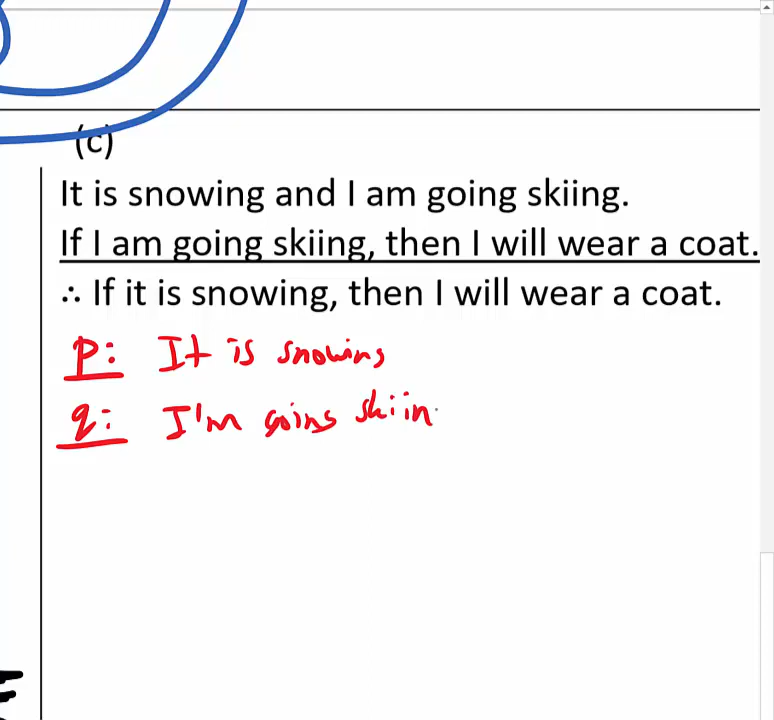 (c)
It is snowing and I am going skiing.
If I am going skiing, then I will wear a coat.
∴ If it is snowing, then I will wear a coat.
p: It is snowing
q: I'm going skiin